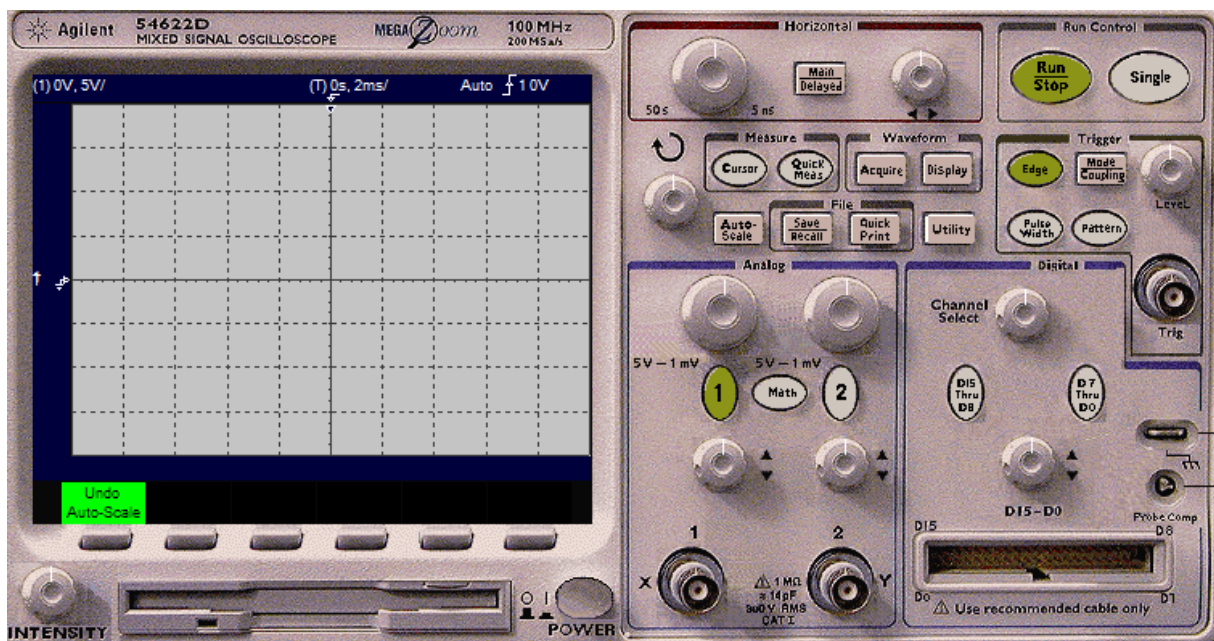 Agilent
54622D
MIXED SIGNAL OSCILLOSCOPE
MEGA Zoom
100 MHz
200 MSa/s
(1) 0V, 5V/
(T) 0s, 2ms/
Auto
1 0V
Undo
Auto-Scale
INTENSITY
POWER
Horizontal
Main
Delayed
50 s
5 ns
Run Control
Run
Stop
Single
Measure
Cursor
Quick
Meas
Waveform
Acquire
Display
Trigger
Edge
Mode
Coupling
Level
Pulse
Width
Pattern
Trig
Auto-
Scale
File
Save
Recall
Quick
Print
Utility
Analog
5V – 1 mV
5V – 1 mV
1
Math
2
1
2
X
Y
1 MΩ
≅ 14 pF
300 V RMS
CAT I
Digital
Channel
Select
D15
Thru
D8
D7
Thru
D0
D15 – D0
Probe Comp
D15
D8
D0
D7
Use recommended cable only